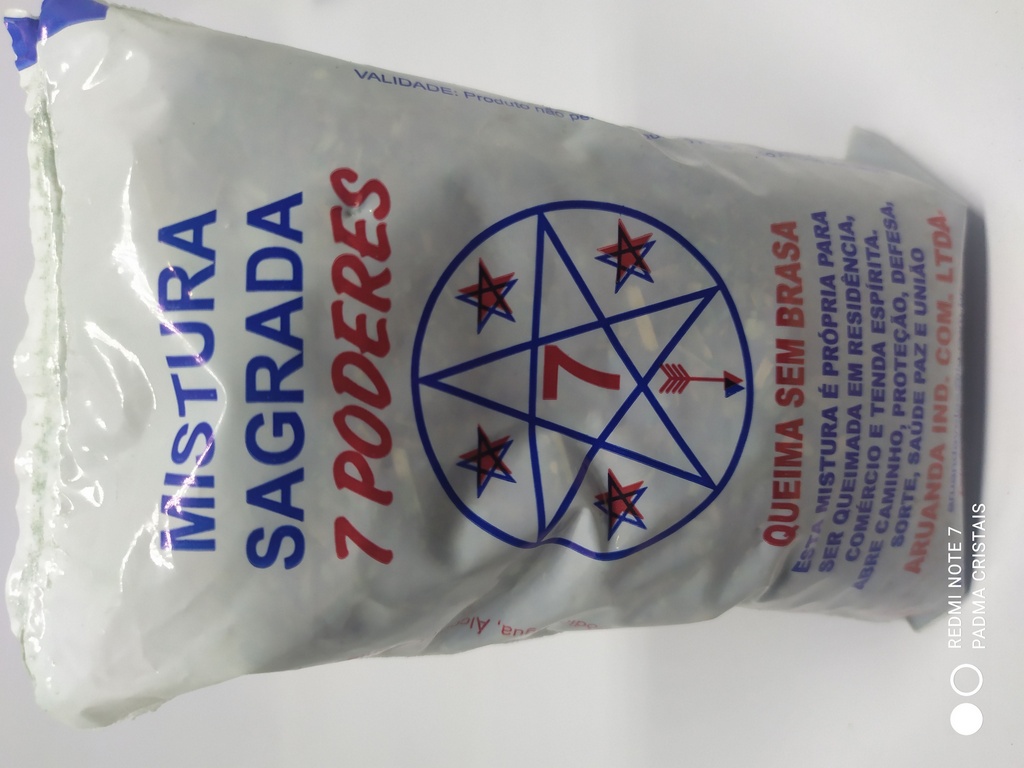 MISTURA
SAGRADA
7 PODERES
7
QUEIMA SEM BRASA
ESTA MISTURA É PRÓPRIA PARA
SER QUEIMADA EM RESIDÊNCIA,
COMÉRCIO E TENDA ESPÍRITA.
ABRE CAMINHO, PROTEÇÃO, DEFESA,
SORTE, SAÚDE PAZ E UNIÃO
ARUANDA IND. COM. LTDA.
VALIDADE: Produto não
REDMI NOTE 7
PADMA CRISTAIS